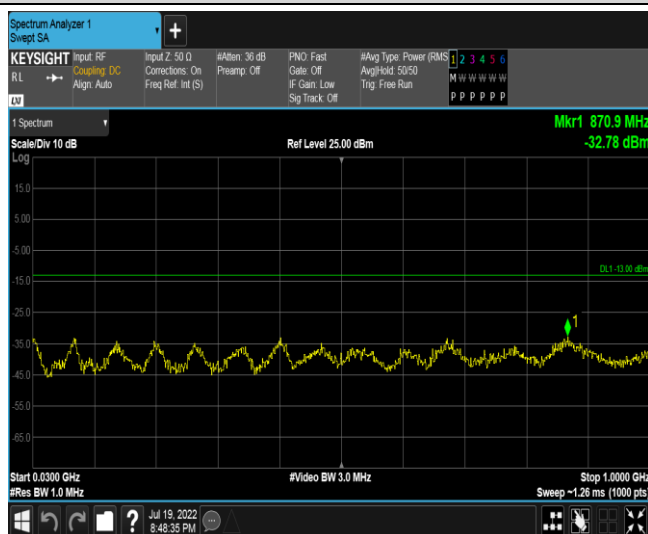 Spectrum Analyzer 1
Swept SA
+
KEYSIGHT
RL
LXI
Input: RF
Coupling: DC
Align: Auto
Input Z: 50 Ω
Corrections: On
Freq Ref: Int (S)
#Atten: 36 dB
Preamp: Off
PNO: Fast
Gate: Off
IF Gain: Low
Sig Track: Off
#Avg Type: Power (RMS
Avg|Hold: 50/50
Trig: Free Run
1 2 3 4 5 6
M W W W W W
P P P P P P
1 Spectrum
Scale/Div 10 dB
Ref Level 25.00 dBm
Mkr1 870.9 MHz
-32.78 dBm
Log
15.0
5.00
-5.00
DL1 -13.00 dBm
-15.0
-25.0
1
-35.0
-45.0
-55.0
-65.0
Start 0.0300 GHz
#Video BW 3.0 MHz
Stop 1.0000 GHz
#Res BW 1.0 MHz
Sweep ~1.26 ms (1000 pts)
?
Jul 19, 2022
8:48:35 PM